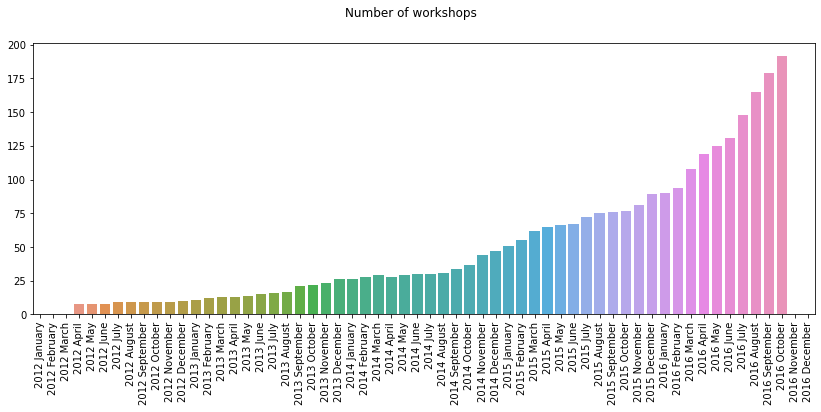 Number of workshops
200
175
150
125
100
75
50
25
0
2012 January
2012 February
2012 March
2012 April
2012 May
2012 June
2012 July
2012 August
2012 September
2012 October
2012 November
2012 December
2013 January
2013 February
2013 March
2013 April
2013 May
2013 June
2013 July
2013 August
2013 September
2013 October
2013 November
2013 December
2014 January
2014 February
2014 March
2014 April
2014 May
2014 June
2014 July
2014 August
2014 September
2014 October
2014 November
2014 December
2015 January
2015 February
2015 March
2015 April
2015 May
2015 June
2015 July
2015 August
2015 September
2015 October
2015 November
2015 December
2016 January
2016 February
2016 March
2016 April
2016 May
2016 June
2016 July
2016 August
2016 September
2016 October
2016 November
2016 December